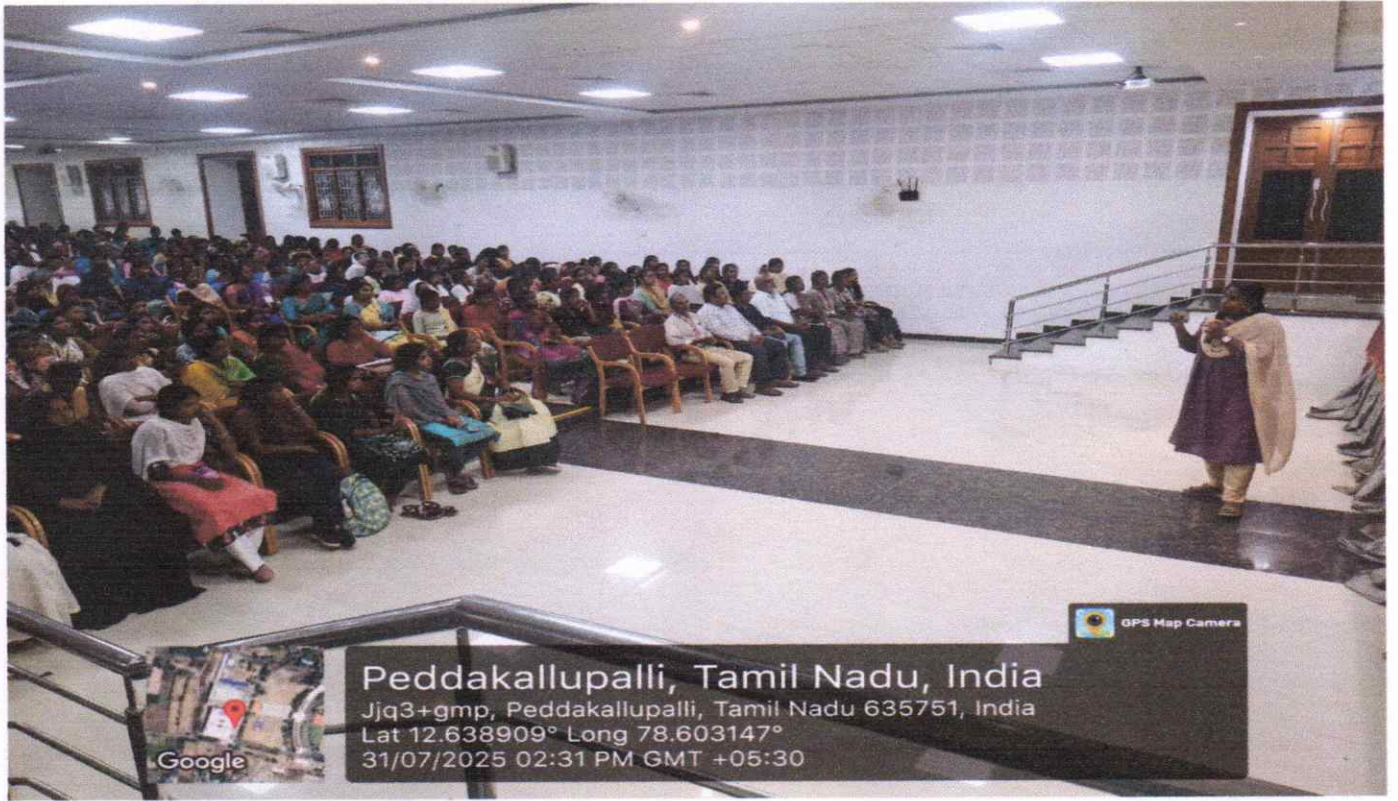 GPS Map Camera
Peddakallupalli, Tamil Nadu, India
Jjq3+gmp, Peddakallupalli, Tamil Nadu 635751, India
Lat 12.638909° Long 78.603147°
31/07/2025 02:31 PM GMT +05:30
Google